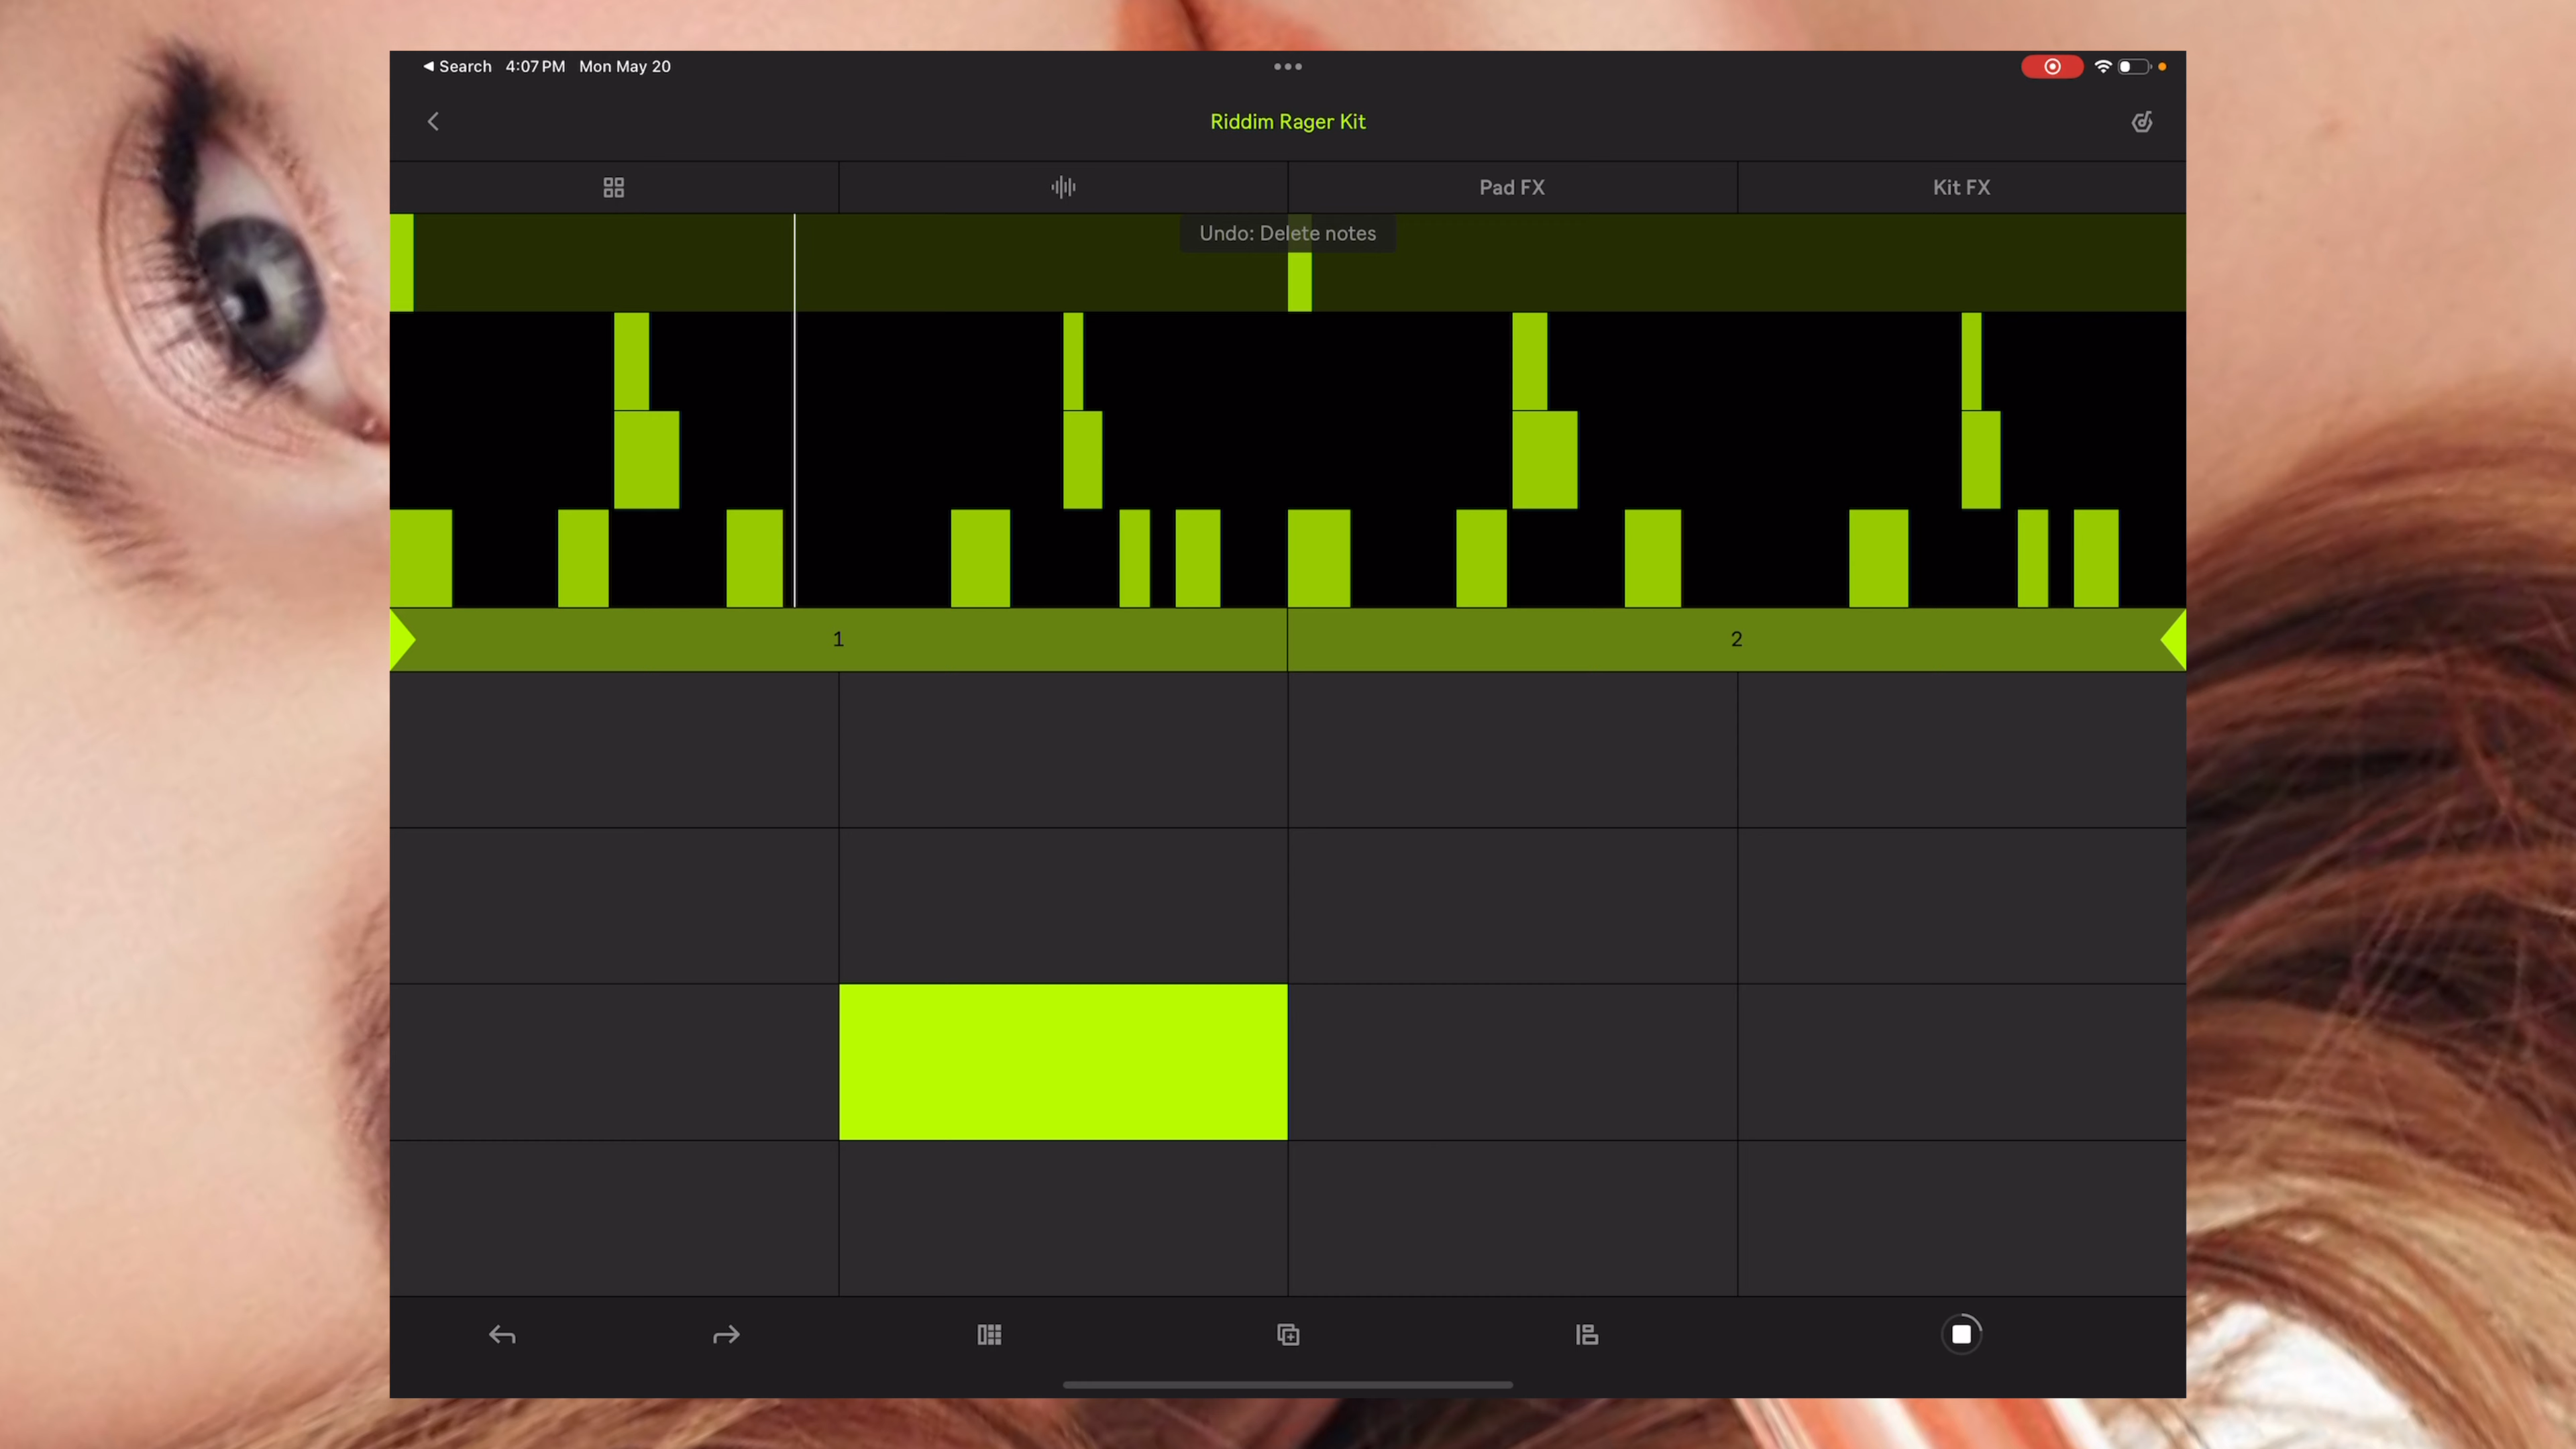 Search 4:07 PM Mon May 20
Riddim Rager Kit
Pad FX Kit FX
Undo: Delete notes
1 2